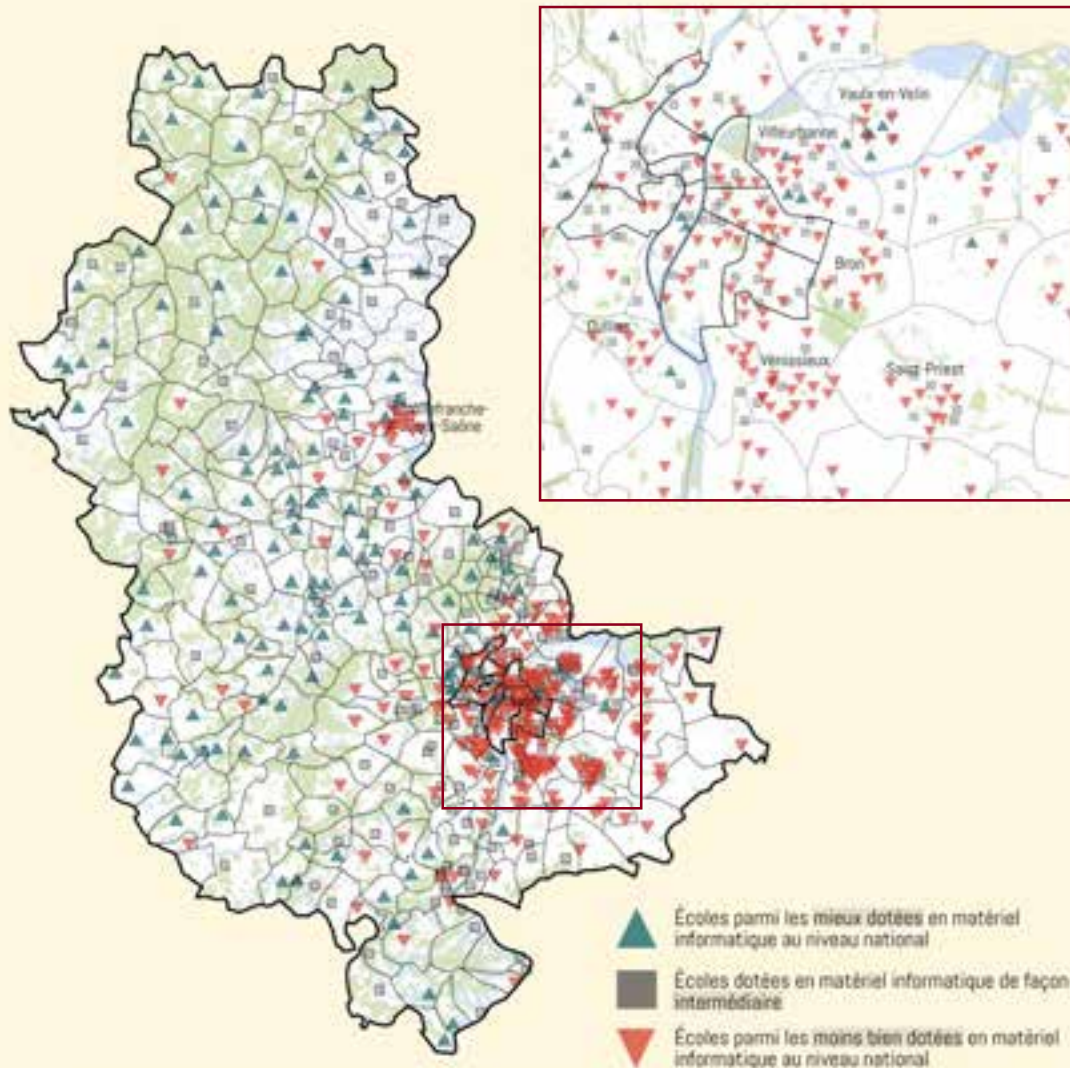 Vaulx-en-Velin
Villeurbanne
Bron
Oullins
Vénissieux
Saint-Priest
franche-
Saône
Écoles parmi les mieux dotées en matériel
informatique au niveau national
Écoles dotées en matériel informatique de façon
intermédiaire
Écoles parmi les moins bien dotées en matériel
informatique au niveau national